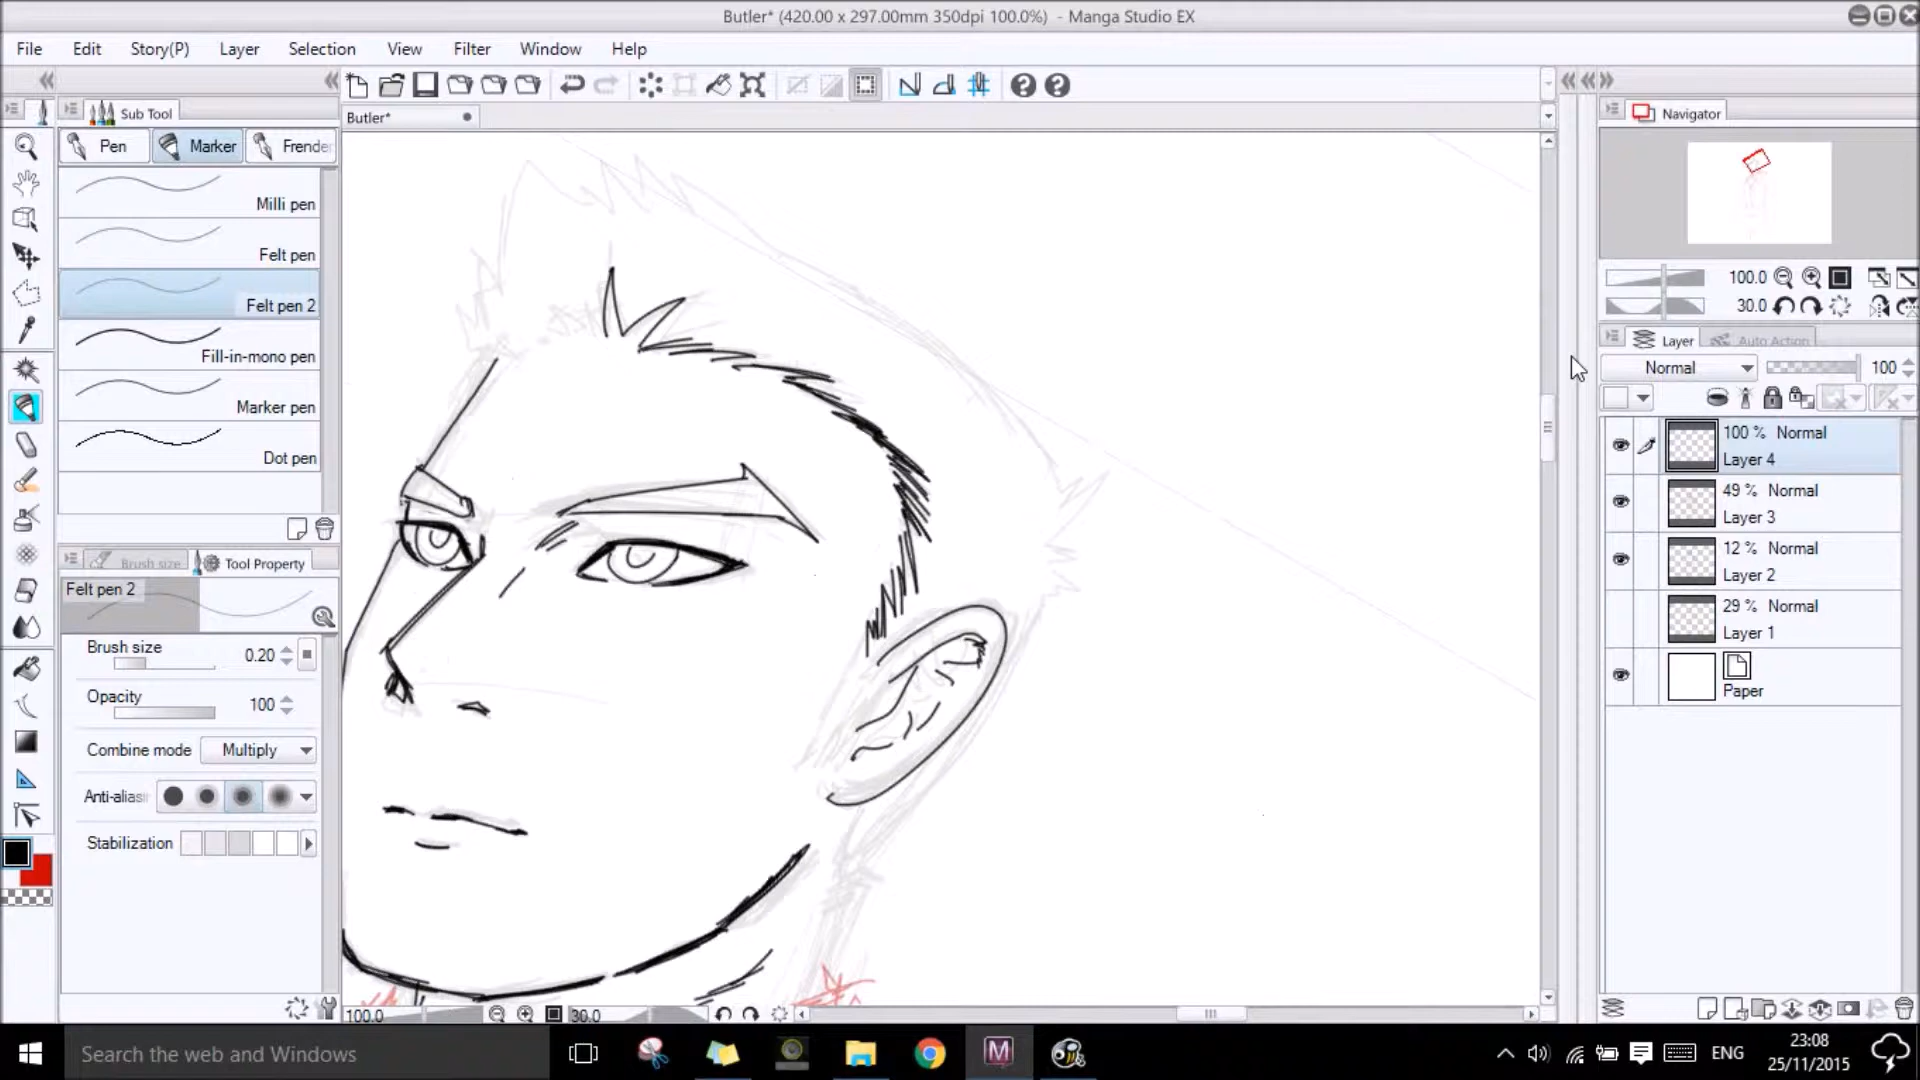 Butler* (420.00 x 297.00mm 350dpi 100.0%)  - Manga Studio EX
File Edit Story(P) Layer Selection View Filter Window Help
Sub Tool
Butler*
Navigator
Pen Marker Frender
Milli pen
Felt pen
Felt pen 2
Fill-in-mono pen
Marker pen
Dot pen
100.0
30.0
Layer Auto Action
Normal 100
100 % Normal
Layer 4
49 % Normal
Layer 3
12 % Normal
Layer 2
29 % Normal
Layer 1
Paper
Brush size Tool Property
Felt pen 2
Brush size 0.20
Opacity 100
Combine mode Multiply
Anti-aliasi
Stabilization
100.0 30.0
Search the web and Windows
ENG
23:08
25/11/2015